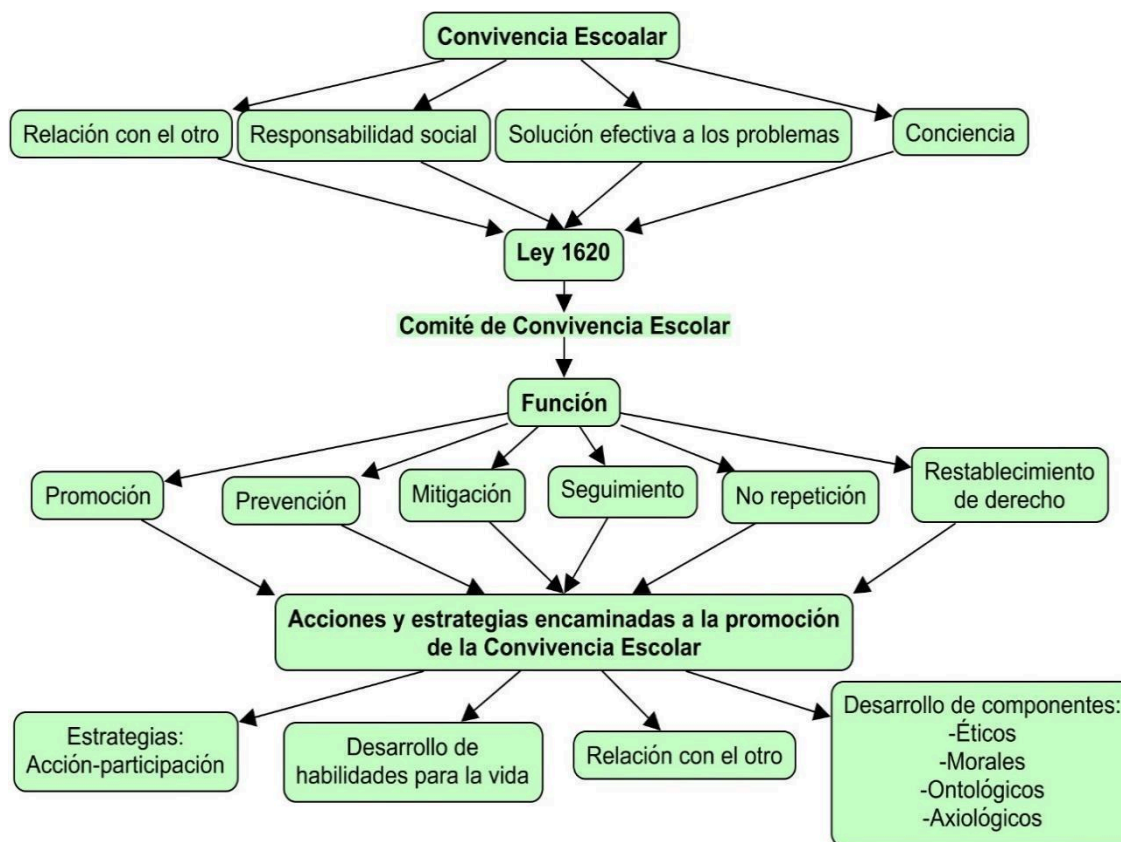 Convivencia Escoalar
Relación con el otro
Responsabilidad social
Solución efectiva a los problemas
Conciencia
Ley 1620
Comité de Convivencia Escolar
Función
Promoción
Prevención
Mitigación
Seguimiento
No repetición
Restablecimiento
de derecho
Acciones y estrategias encaminadas a la promoción
de la Convivencia Escolar
Estrategias:
Acción-participación
Desarrollo de
habilidades para la vida
Relación con el otro
Desarrollo de componentes:
-Éticos
-Morales
-Ontológicos
-Axiológicos